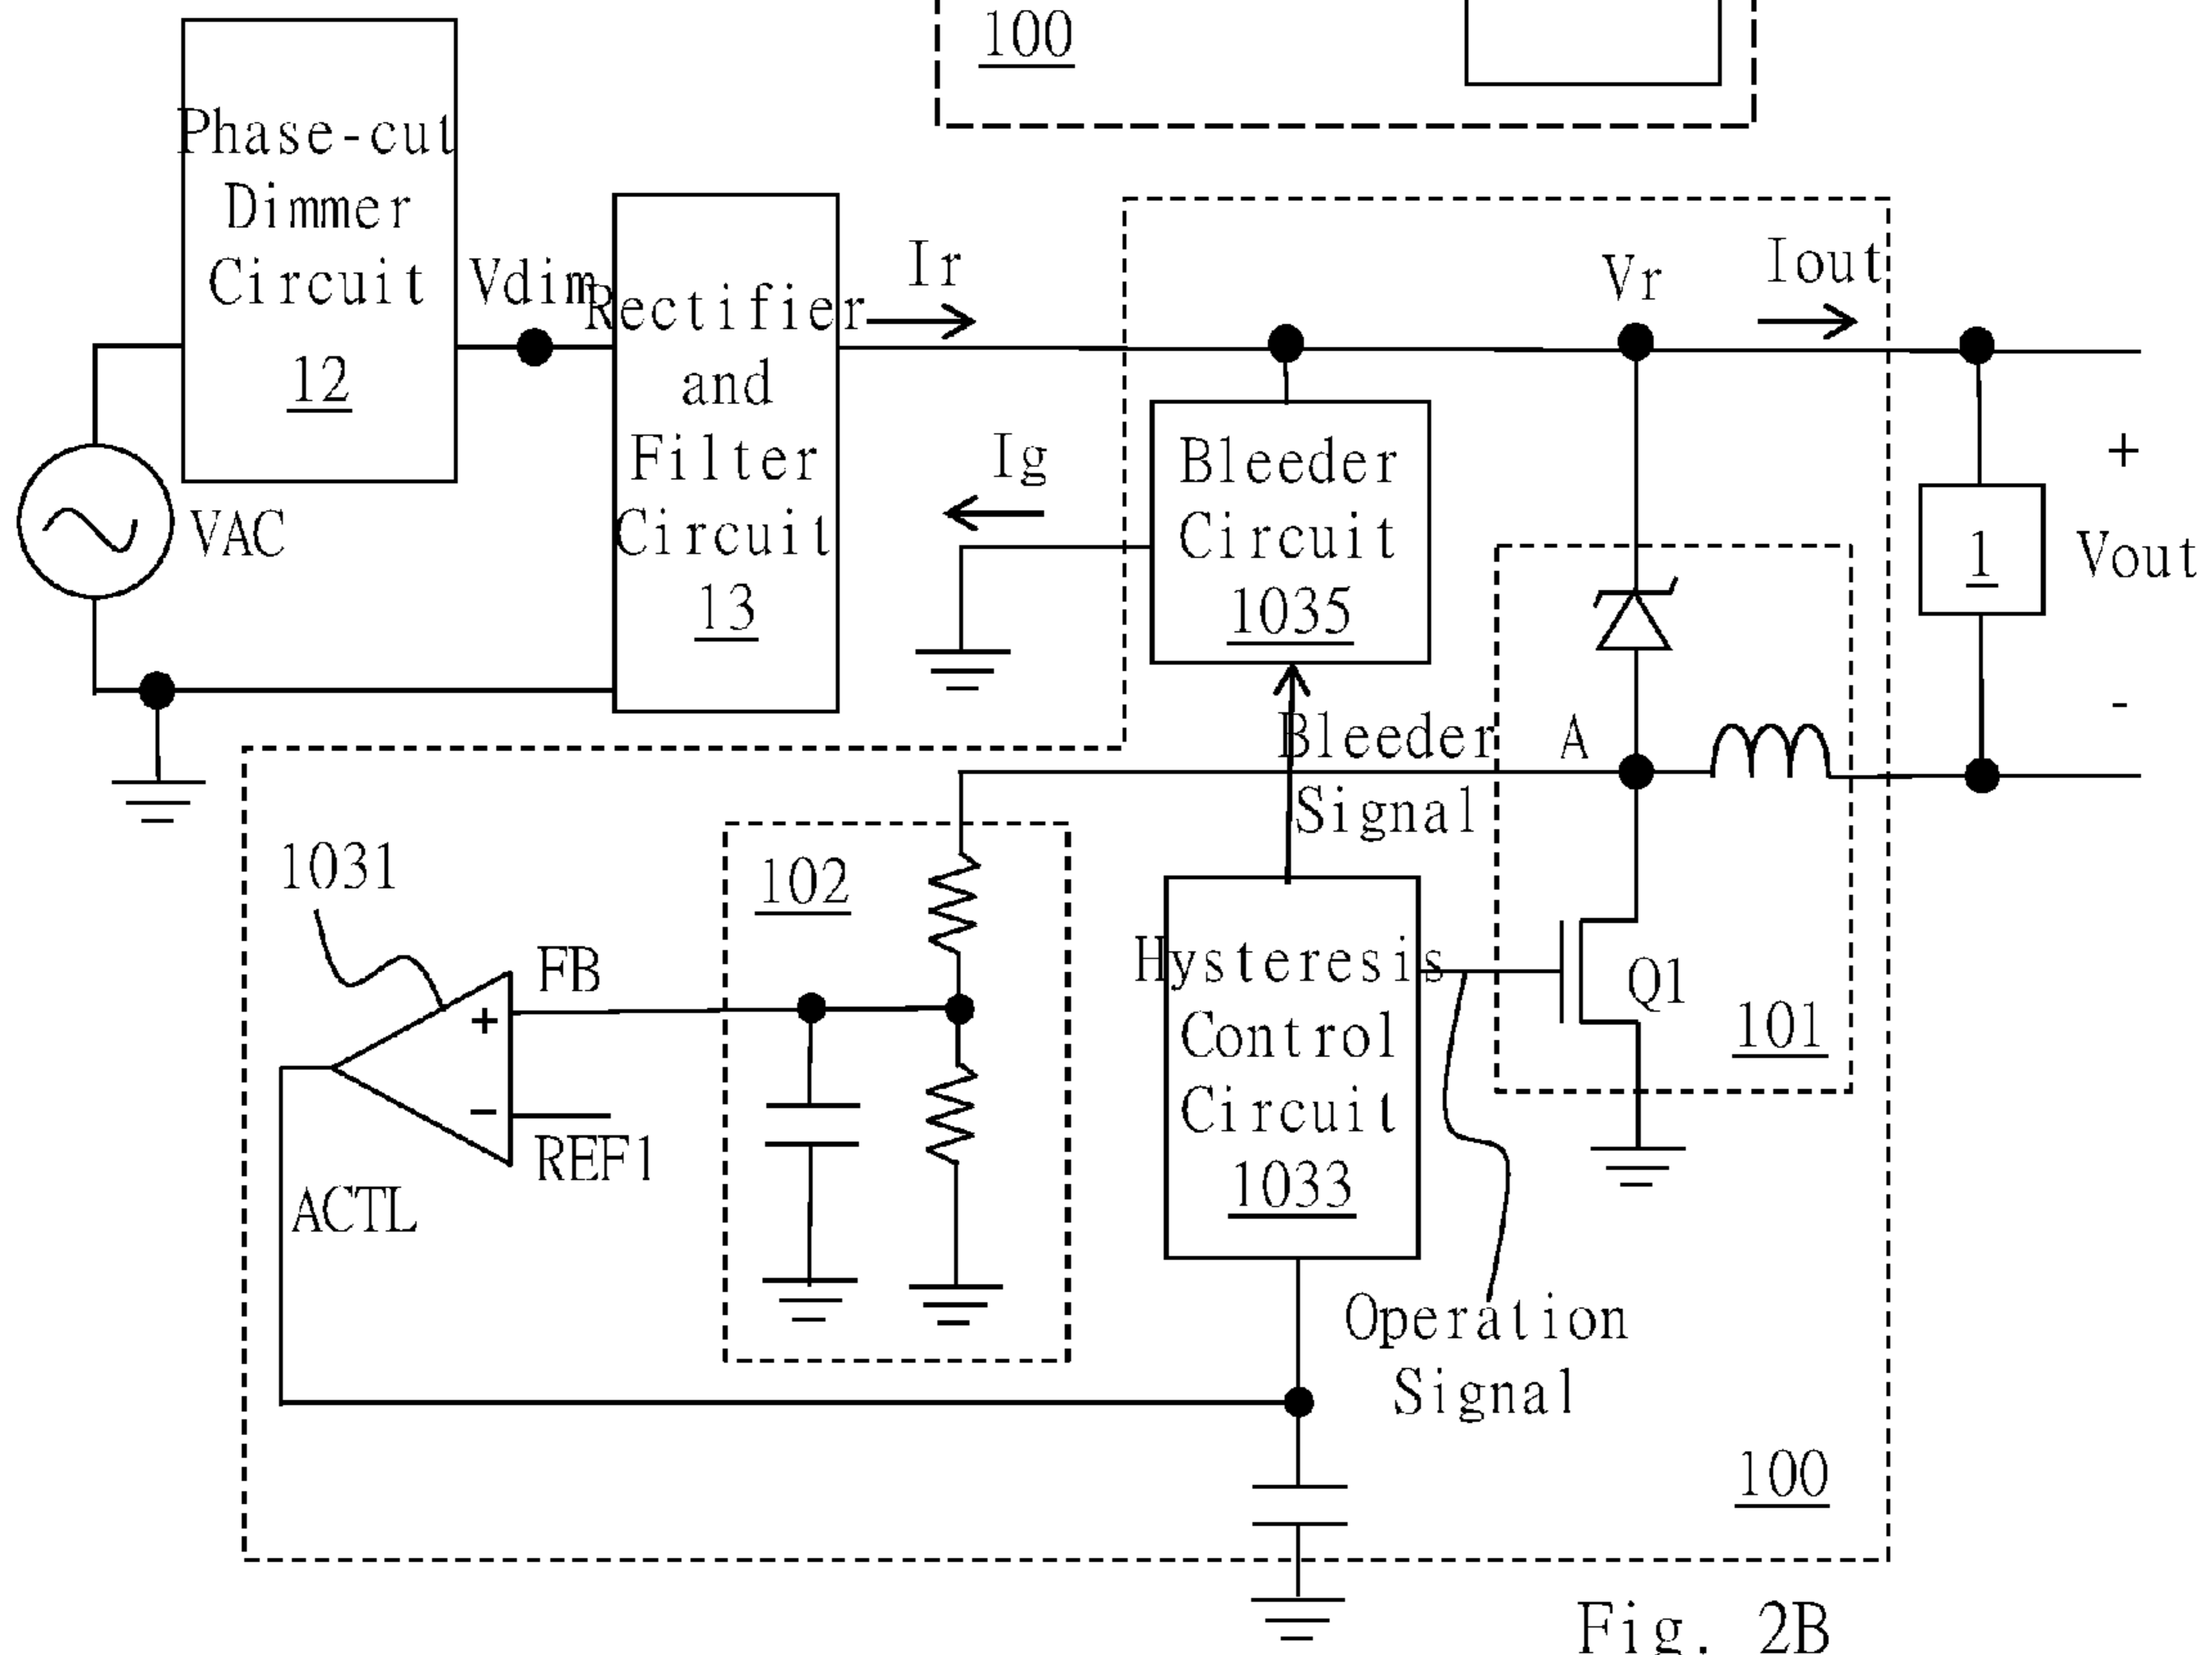 100
Phase-cut
Dimmer
Circuit
12
Vdim
VAC
Rectifier
and
Filter
Circuit
13
Ir
Ig
Bleeder
Circuit
1035
Vr
Iout
+
1
Vout
-
Bleeder
Signal
A
1031
102
FB
+
-
REF1
ACTL
Hysteresis
Control
Circuit
1033
Q1
101
Operation
Signal
100
Fig. 2B